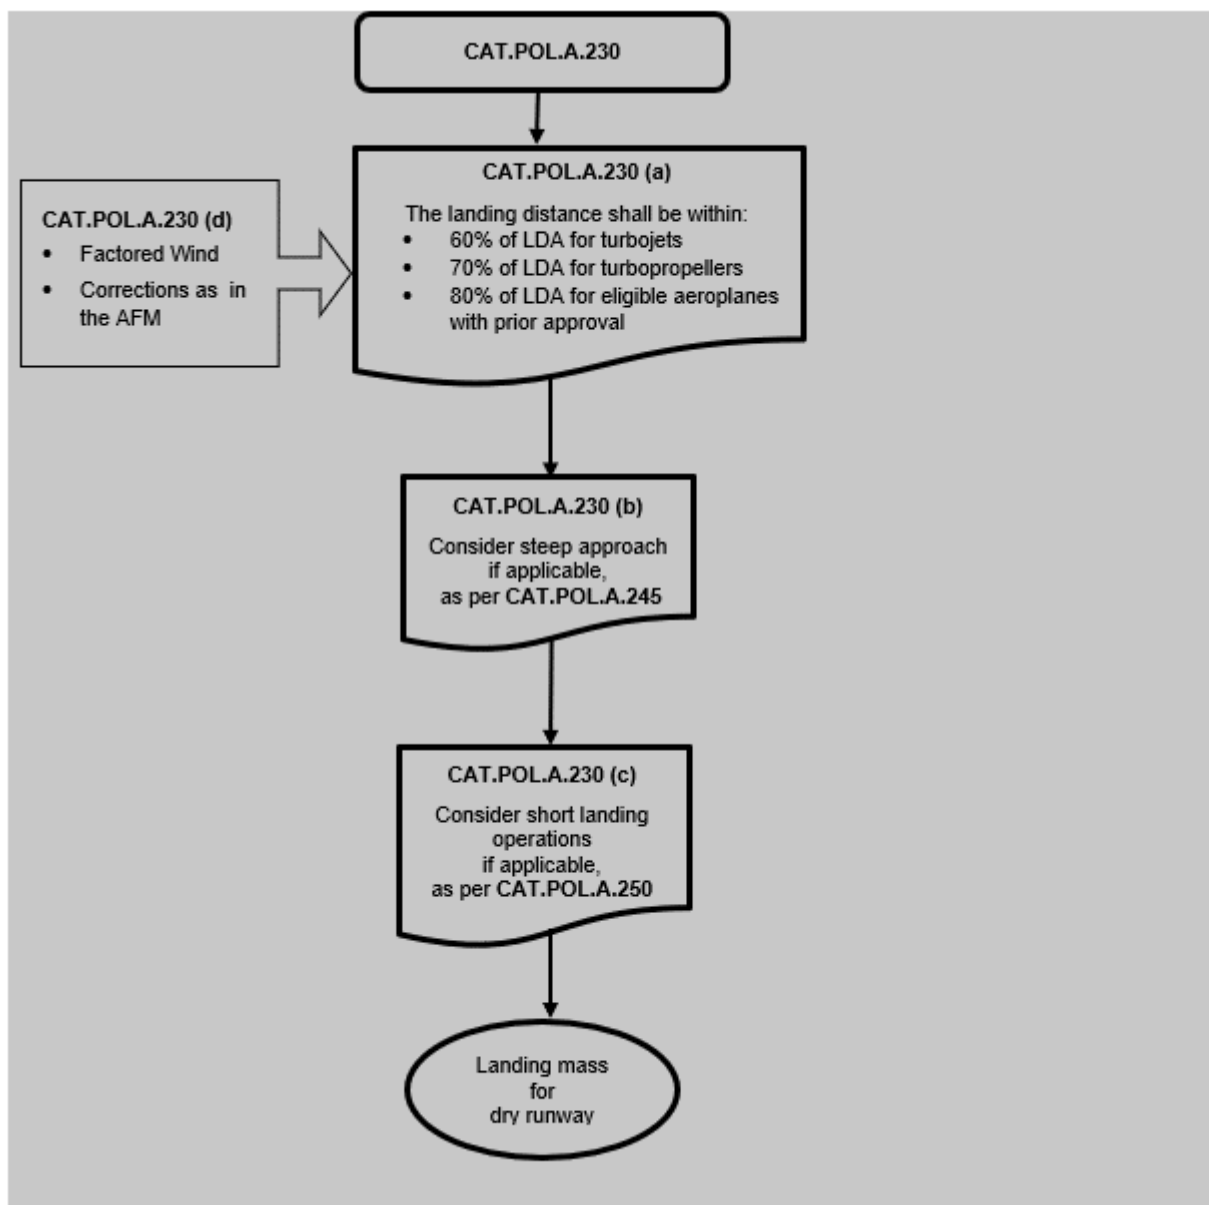 CAT.POL.A.230
CAT.POL.A.230 (a)
The landing distance shall be within:
• 60% of LDA for turbojets
• 70% of LDA for turbopropellers
• 80% of LDA for eligible aeroplanes
with prior approval
CAT.POL.A.230 (d)
• Factored Wind
• Corrections as in
the AFM
CAT.POL.A.230 (b)
Consider steep approach
if applicable,
as per CAT.POL.A.245
CAT.POL.A.230 (c)
Consider short landing
operations
if applicable,
as per CAT.POL.A.250
Landing mass
for
dry runway